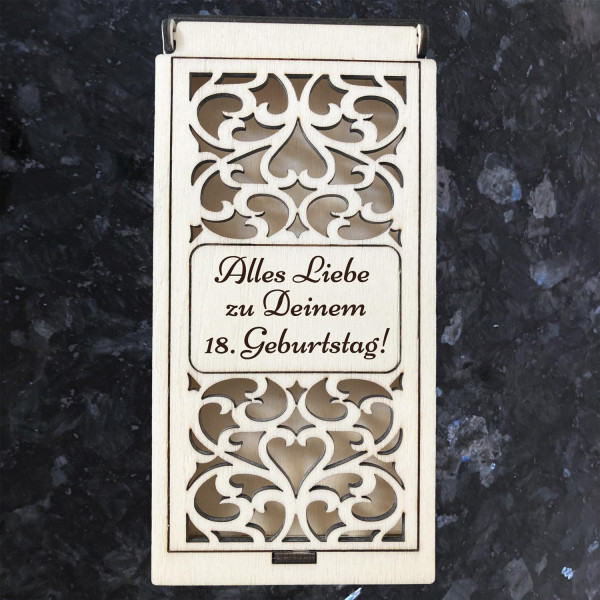 Alles Liebe
zu Deinem
18. Geburtstag!